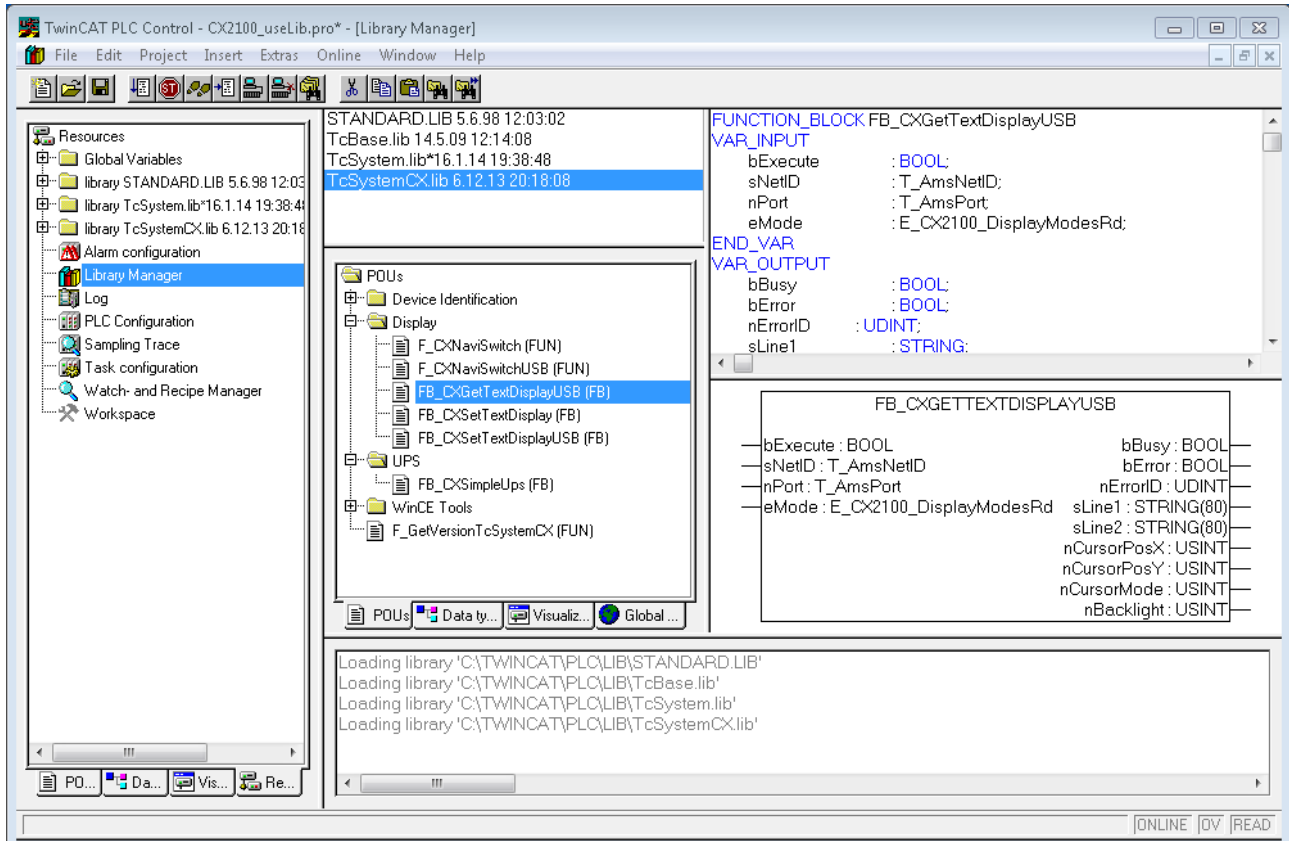 TwinCAT PLC Control - CX2100_useLib.pro* - [Library Manager]
File Edit Project Insert Extras Online Window Help
Resources
Global Variables
library STANDARD.LIB 5.6.98 12:03
library TcSystem.lib*16.1.14 19:38:4
library TcSystemCX.lib 6.12.13 20:18
Alarm configuration
Library Manager
Log
PLC Configuration
Sampling Trace
Task configuration
Watch- and Recipe Manager
Workspace
PO... Da... Vis... Re...
STANDARD.LIB 5.6.98 12:03:02
TcBase.lib 14.5.09 12:14:08
TcSystem.lib*16.1.14 19:38:48
TcSystemCX.lib 6.12.13 20:18:08
POUs
Device Identification
Display
F_CXNaviSwitch (FUN)
F_CXNaviSwitchUSB (FUN)
FB_CXGetTextDisplayUSB (FB)
FB_CXSetTextDisplay (FB)
FB_CXSetTextDisplayUSB (FB)
UPS
FB_CXSimpleUps (FB)
WinCE Tools
F_GetVersionTcSystemCX (FUN)
POUs Data ty... Visualiz... Global ...
FUNCTION_BLOCK FB_CXGetTextDisplayUSB
VAR_INPUT
bExecute : BOOL;
sNetID : T_AmsNetID;
nPort : T_AmsPort;
eMode : E_CX2100_DisplayModesRd;
END_VAR
VAR_OUTPUT
bBusy : BOOL;
bError : BOOL;
nErrorID : UDINT;
sLine1 : STRING;
FB_CXGETTEXTDISPLAYUSB
bExecute : BOOL bBusy : BOOL
sNetID : T_AmsNetID bError : BOOL
nPort : T_AmsPort nErrorID : UDINT
eMode : E_CX2100_DisplayModesRd sLine1 : STRING(80)
sLine2 : STRING(80)
nCursorPosX : USINT
nCursorPosY : USINT
nCursorMode : USINT
nBacklight : USINT
Loading library 'C:\TWINCAT\PLC\LIB\STANDARD.LIB'
Loading library 'C:\TWINCAT\PLC\LIB\TcBase.lib'
Loading library 'C:\TWINCAT\PLC\LIB\TcSystem.lib'
Loading library 'C:\TWINCAT\PLC\LIB\TcSystemCX.lib'
ONLINE OV READ